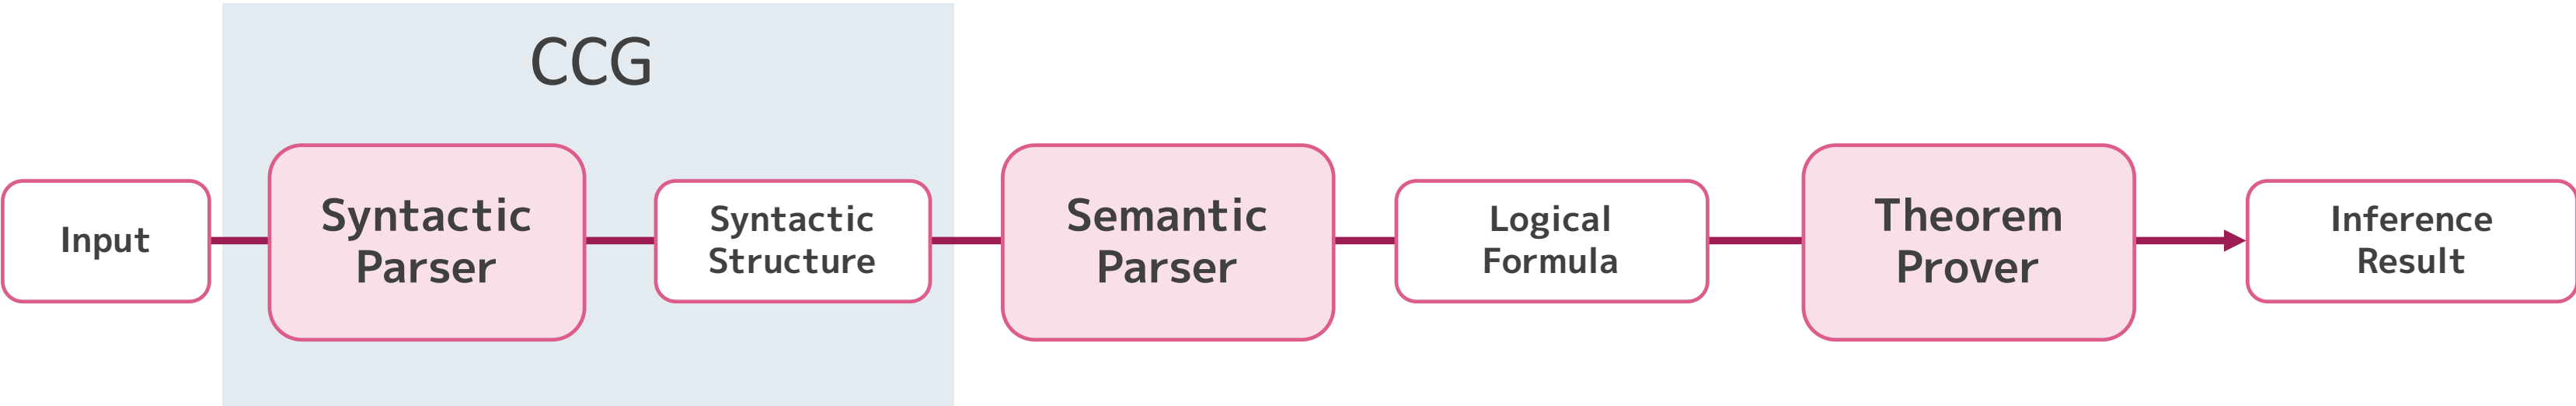 CCG
Input
Syntactic
Parser
Syntactic
Structure
Semantic
Parser
Logical
Formula
Theorem
Prover
Inference
Result